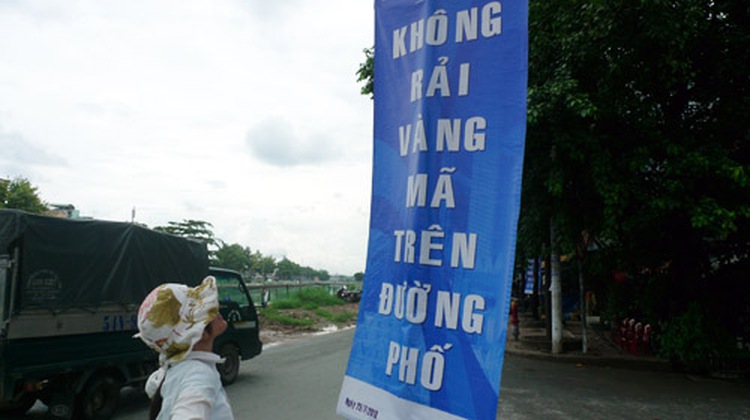 KHÔNG
RẢI
VÀNG
MÃ
TRÊN
ĐƯỜNG
PHỐ